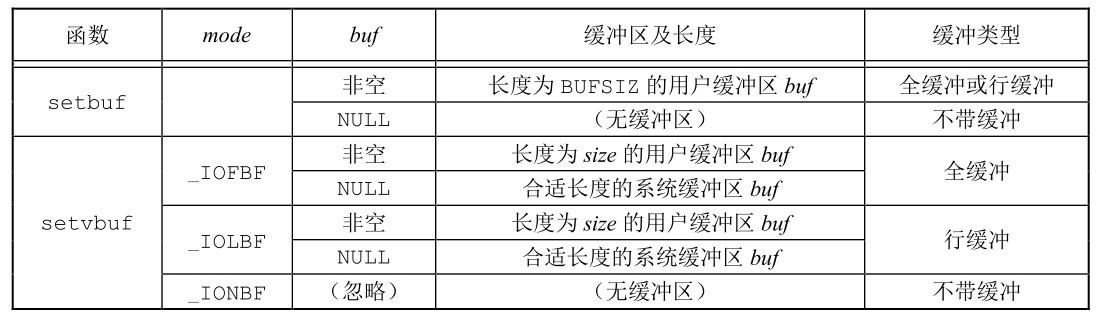 函数 mode buf 缓冲区及长度 缓冲类型
setbuf 非空 长度为 BUFSIZ 的用户缓冲区 buf 全缓冲或行缓冲
NULL （无缓冲区） 不带缓冲
setvbuf _IOFBF 非空 长度为 size 的用户缓冲区 buf 全缓冲
NULL 合适长度的系统缓冲区 buf
_IOLBF 非空 长度为 size 的用户缓冲区 buf 行缓冲
NULL 合适长度的系统缓冲区 buf
_IONBF （忽略） （无缓冲区） 不带缓冲